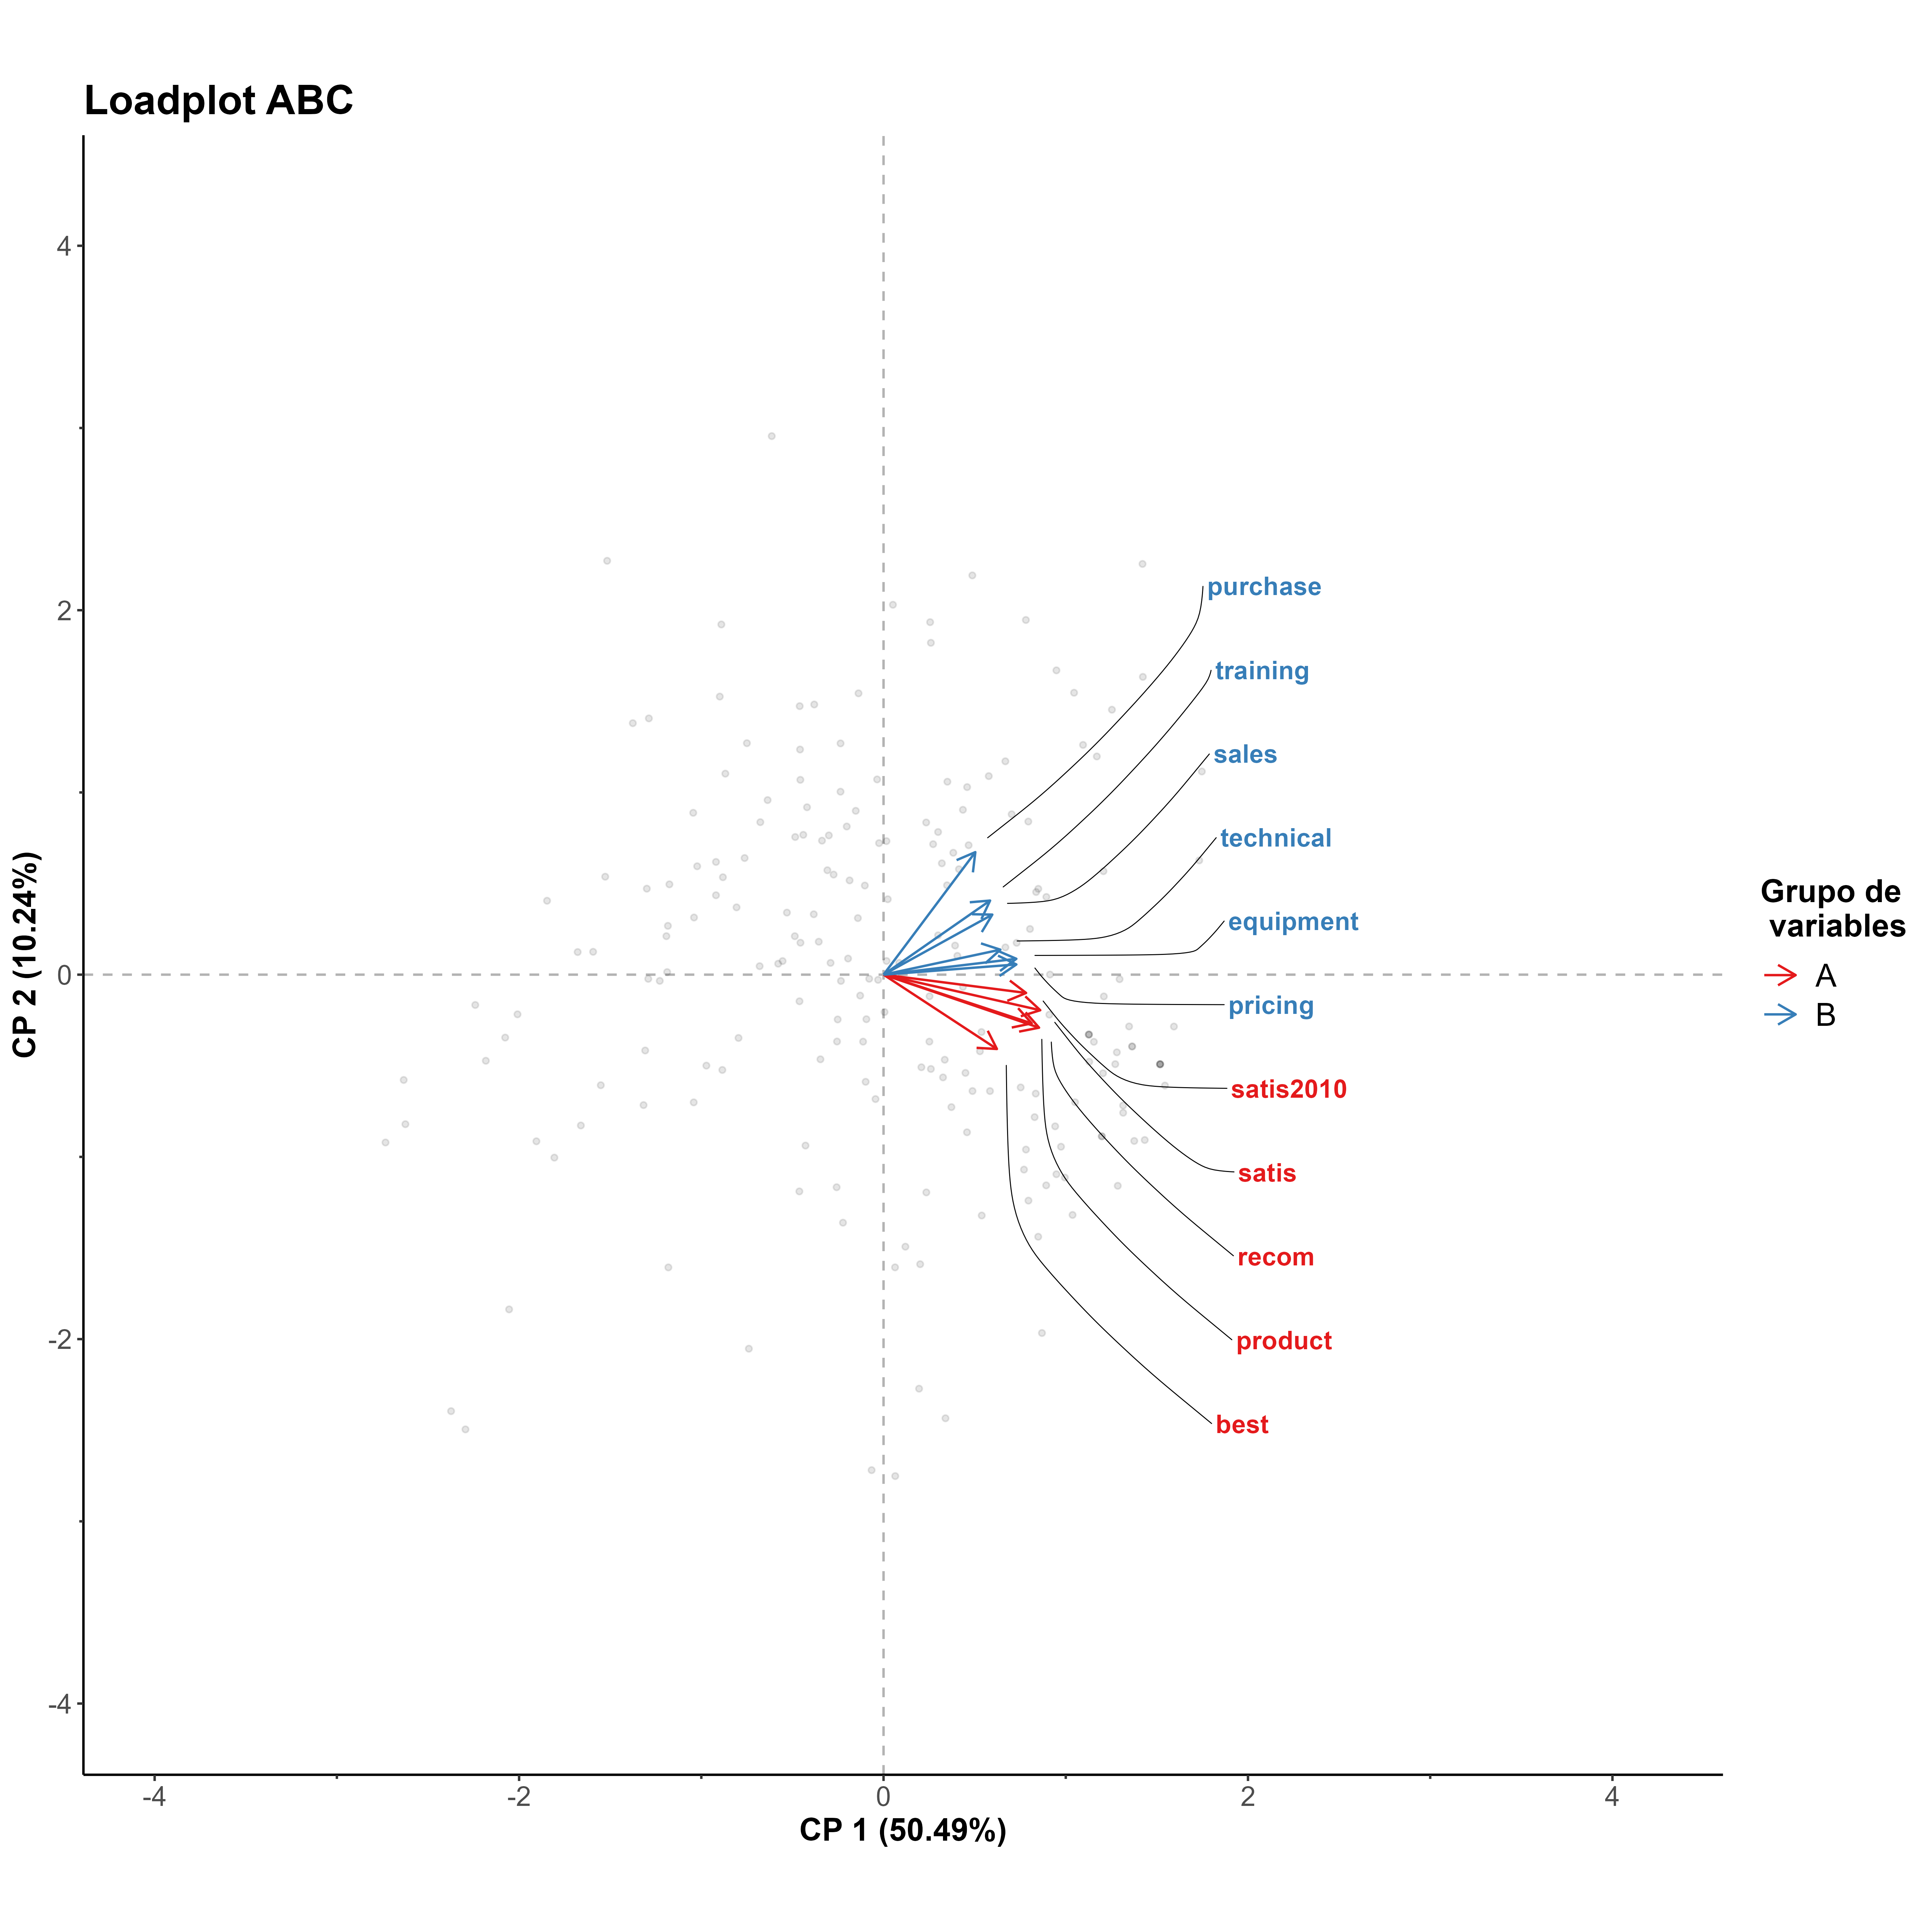 Loadplot ABC
CP 2 (10.24%)
4
2
0
-2
-4
purchase
training
sales
technical
equipment
pricing
satis2010
satis
recom
product
best
-4
-2
0
2
4
CP 1 (50.49%)
Grupo de
variables
A
B